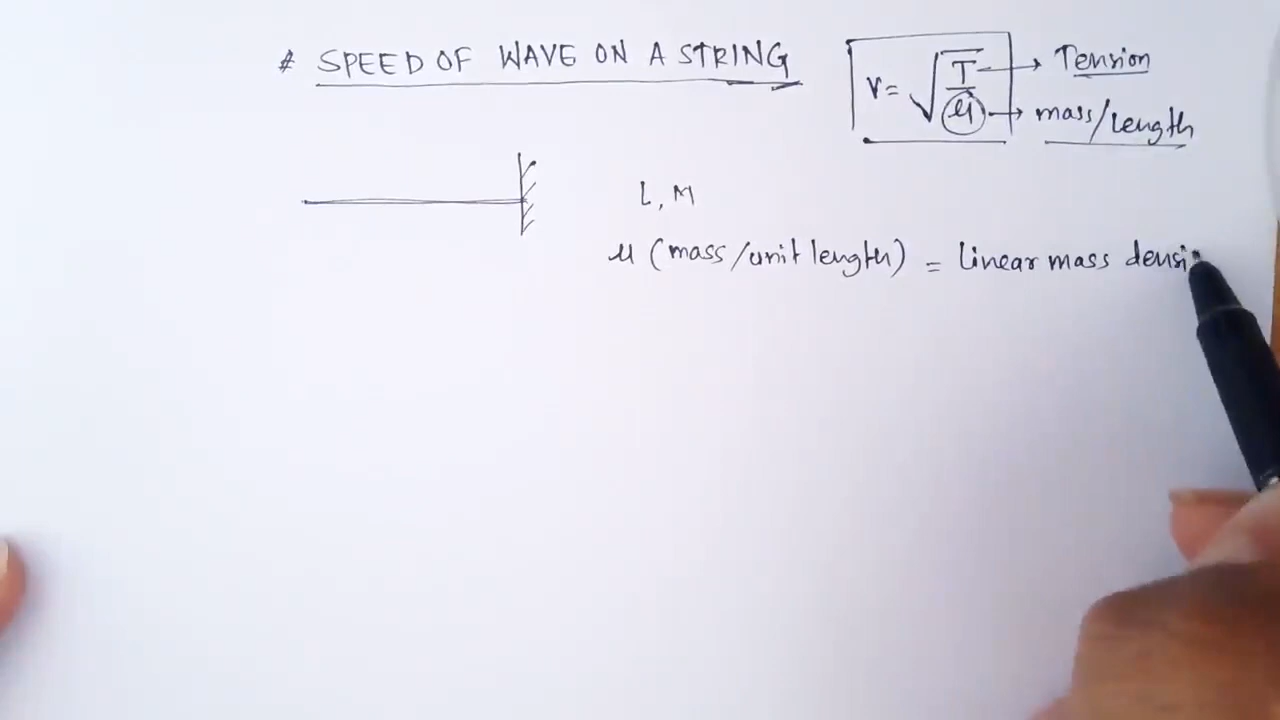 # SPEED OF WAVE ON A STRING
V = √(T/μ) → Tension
→ mass/length
L, M
μ (mass/unit length) = linear mass densi